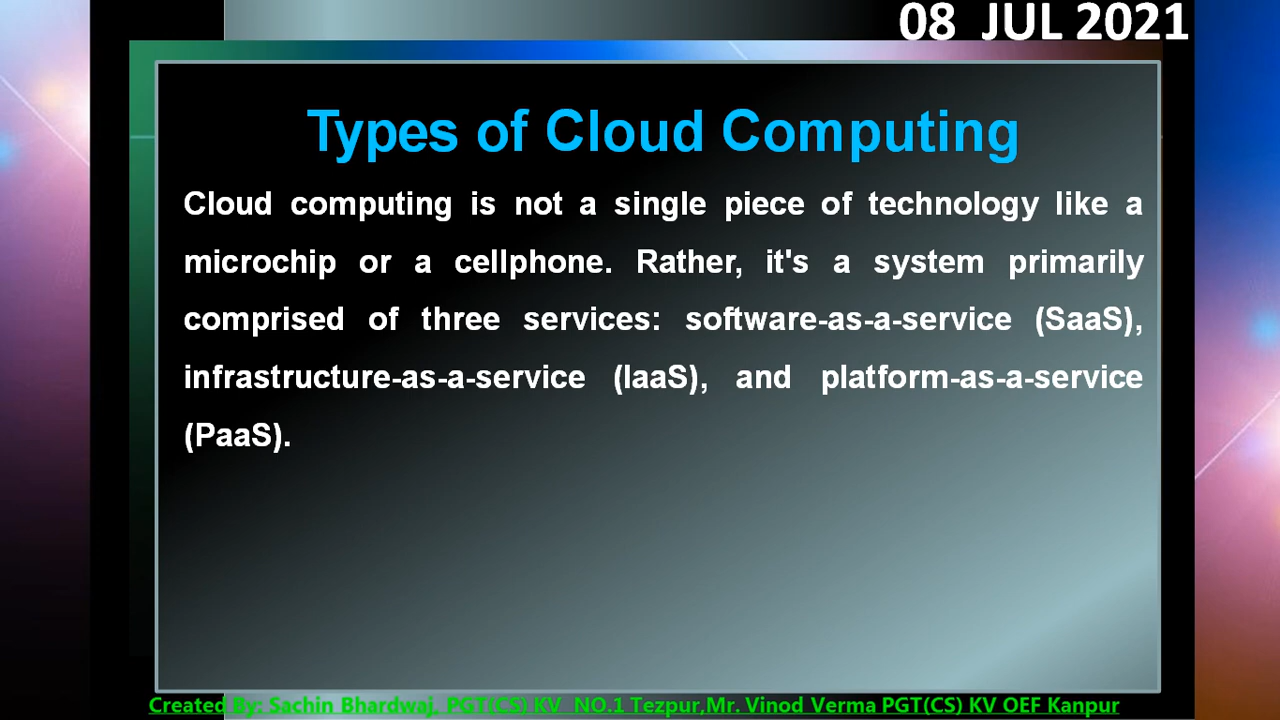 08 JUL 2021
Types of Cloud Computing
Cloud computing is not a single piece of technology like a
microchip or a cellphone. Rather, it's a system primarily
comprised of three services: software-as-a-service (SaaS),
infrastructure-as-a-service (IaaS), and platform-as-a-service
(PaaS).
Created By: Sachin Bhardwaj, PGT(CS) KV NO.1 Tezpur,Mr. Vinod Verma PGT(CS) KV OEF Kanpur